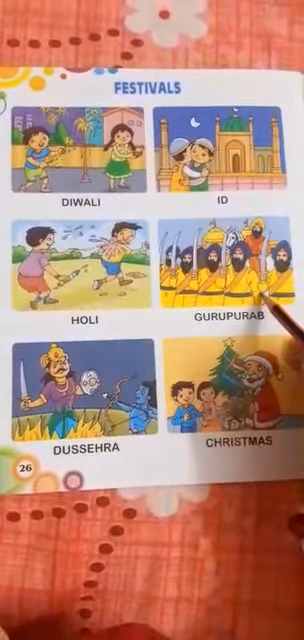 FESTIVALS
DIWALI
ID
HOLI
GURUPURAB
DUSSEHRA
CHRISTMAS
26